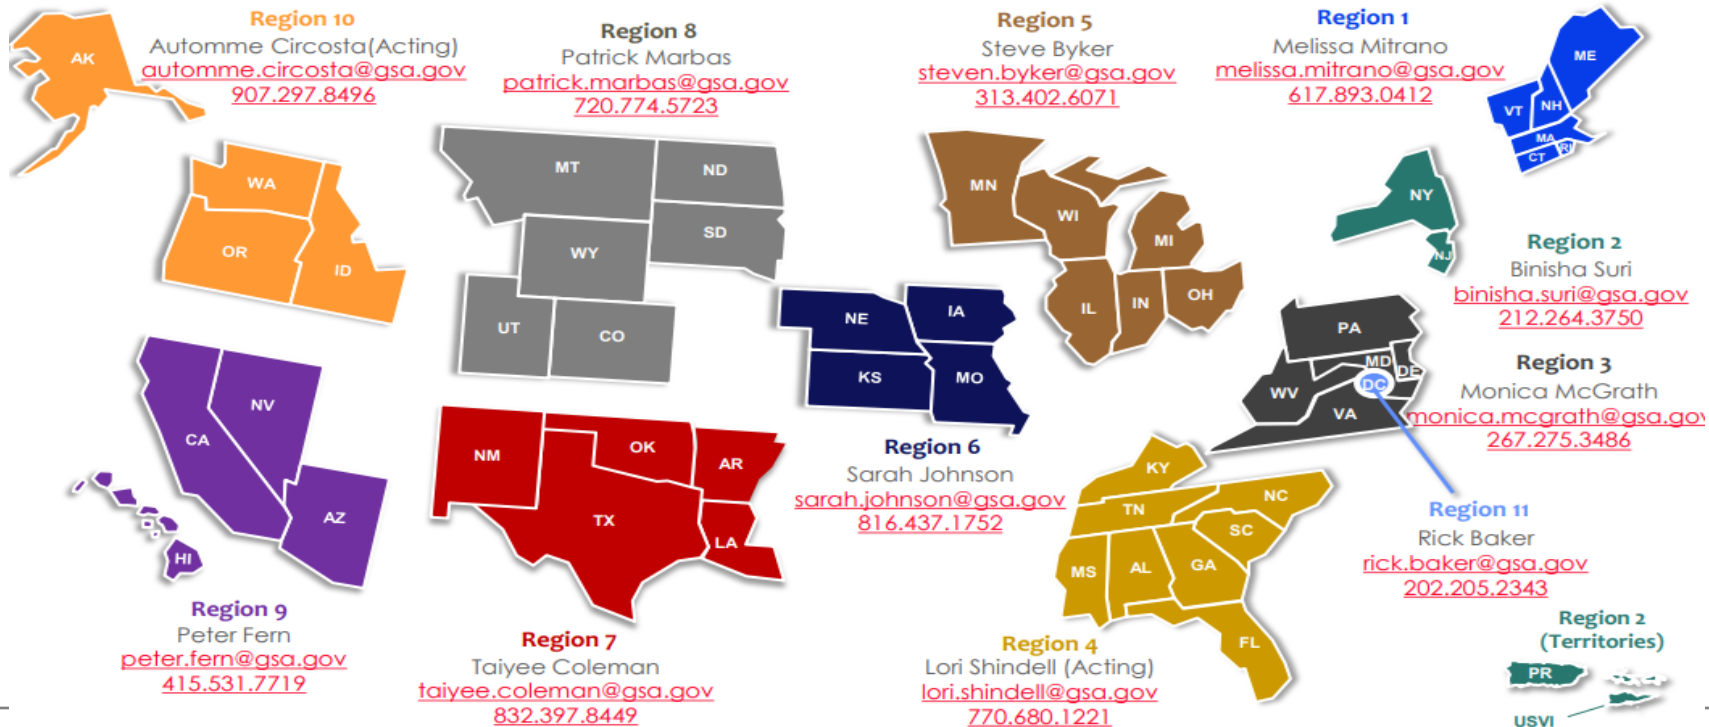 Region 10
Automme Circosta(Acting)
automme.circosta@gsa.gov
907.297.8496
AK
WA
OR
ID
Region 8
Patrick Marbas
patrick.marbas@gsa.gov
720.774.5723
MT
ND
SD
WY
UT
CO
Region 5
Steve Byker
steven.byker@gsa.gov
313.402.6071
MN
WI
MI
IL
IN
OH
Region 1
Melissa Mitrano
melissa.mitrano@gsa.gov
617.893.0412
ME
VT
NH
MA
CT
RI
NY
NJ
Region 2
Binisha Suri
binisha.suri@gsa.gov
212.264.3750
PA
MD
DE
DC
WV
VA
Region 3
Monica McGrath
monica.mcgrath@gsa.gov
267.275.3486
NE
IA
KS
MO
Region 6
Sarah Johnson
sarah.johnson@gsa.gov
816.437.1752
NV
CA
AZ
HI
Region 9
Peter Fern
peter.fern@gsa.gov
415.531.7719
NM
OK
AR
TX
LA
Region 7
Taiyee Coleman
taiyee.coleman@gsa.gov
832.397.8449
KY
NC
TN
SC
MS
AL
GA
FL
Region 4
Lori Shindell (Acting)
lori.shindell@gsa.gov
770.680.1221
Region 11
Rick Baker
rick.baker@gsa.gov
202.205.2343
Region 2
(Territories)
PR
USVI